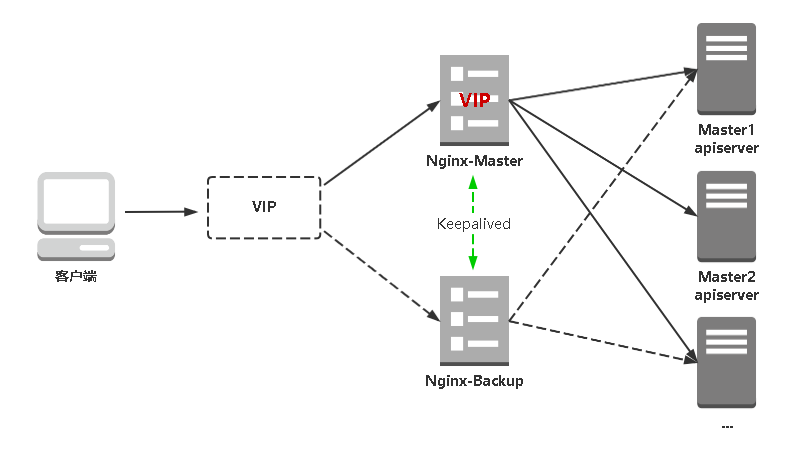 客户端
VIP
VIP
Nginx-Master
Keepalived
Nginx-Backup
Master1
apiserver
Master2
apiserver
...